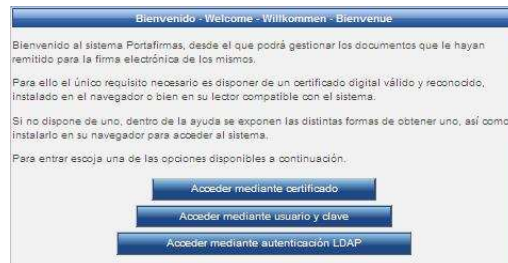 Bienvenido - Welcome - Willkommen - Bienvenue
Bienvenido al sistema Portafirmas, desde el que podrá gestionar los documentos que le hayan
remitido para la firma electrónica de los mismos.
Para ello el único requisito necesario es disponer de un certificado digital válido y reconocido,
instalado en el navegador o bien en su lector compatible con el sistema.
Si no dispone de uno, dentro de la ayuda se exponen las distintas formas de obtener uno, así como
instalarlo en su navegador para acceder al sistema.
Para entrar escoja una de las opciones disponibles a continuación.
Acceder mediante certificado
Acceder mediante usuario y clave
Acceder mediante autenticación LDAP